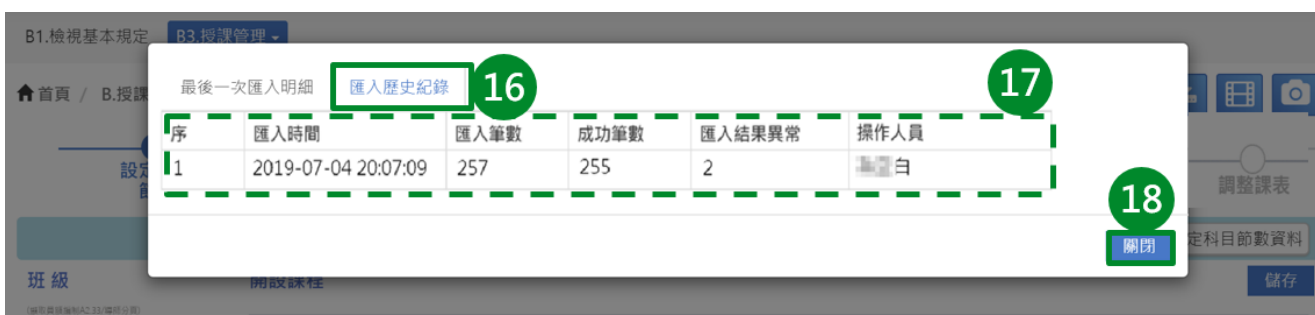 B1.檢視基本規定 B3.授課管理
首頁 / B.授課
最後一次匯入明細 匯入歷史紀錄 16 17
序 匯入時間 匯入筆數 成功筆數 匯入結果異常 操作人員
1 2019-07-04 20:07:09 257 255 2 白
設定
節
調整課表
18
關閉
定科目節數資料
班級 開設課程 儲存